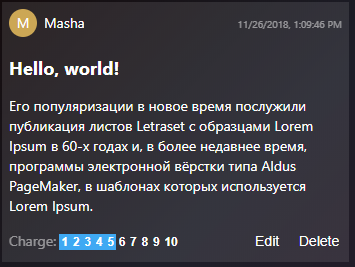 M Masha 11/26/2018, 1:09:46 PM
Hello, world!
Его популяризации в новое время послужили
публикация листов Letraset с образцами Lorem
Ipsum в 60-х годах и, в более недавнее время,
программы электронной вёрстки типа Aldus
PageMaker, в шаблонах которых используется
Lorem Ipsum.
Charge: 1 2 3 4 5 6 7 8 9 10 Edit Delete